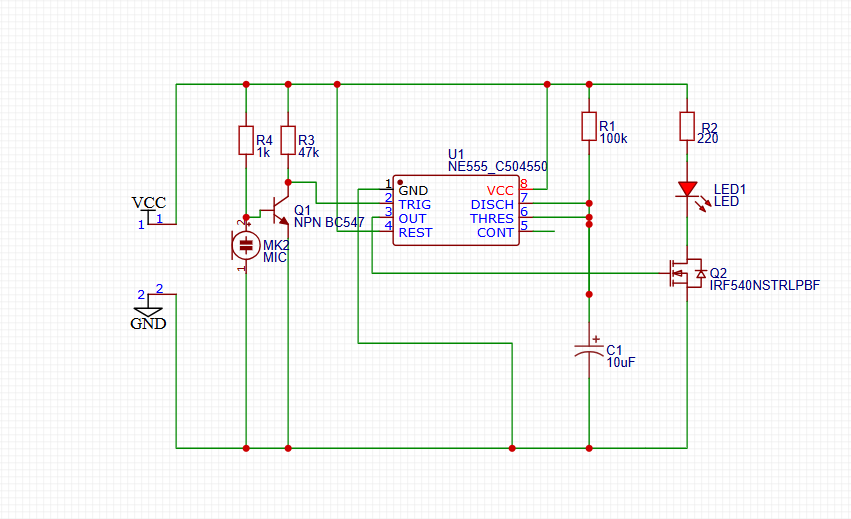 VCC
1
1
2
2
GND
R4
1k
R3
47k
2
MK2
MIC
1
Q1
NPN BC547
U1
NE555_C504550
1 GND VCC 8
2 TRIG DISCH 7
3 OUT THRES 6
4 REST CONT 5
R1
100k
R2
220
LED1
LED
Q2
IRF540NSTRLPBF
+
C1
10uF